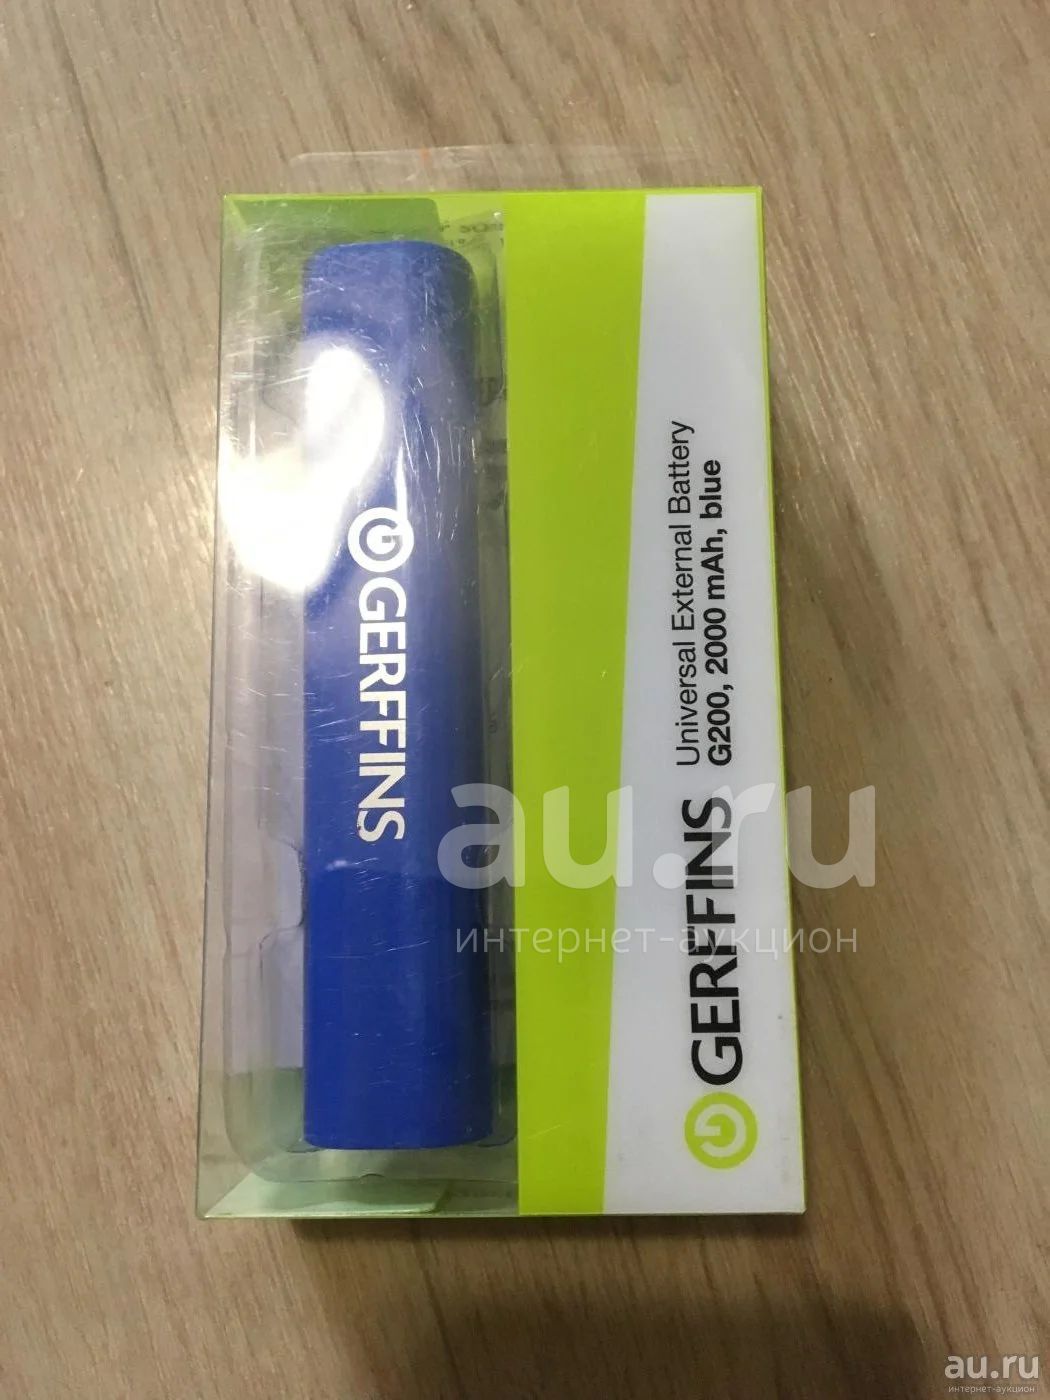 GERFFINS
Universal External Battery
G200, 2000 mAh, blue
GERFFINS
au.ru
интернет-аукцион
au.ru
интернет-аукцион